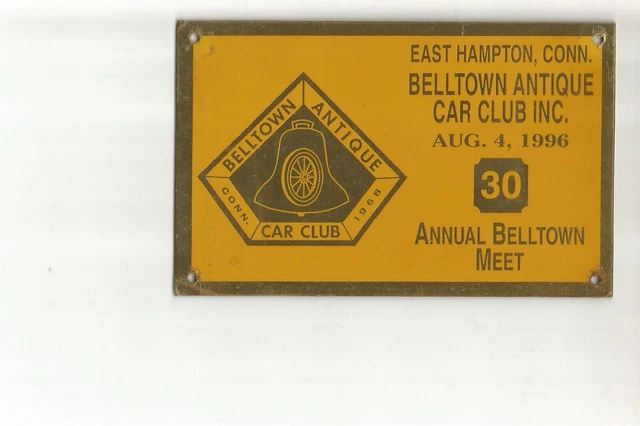 BELLTOWN ANTIQUE
CONN. 1968
CAR CLUB
EAST HAMPTON, CONN.
BELLTOWN ANTIQUE
CAR CLUB INC.
AUG. 4, 1996
30
ANNUAL BELLTOWN
MEET